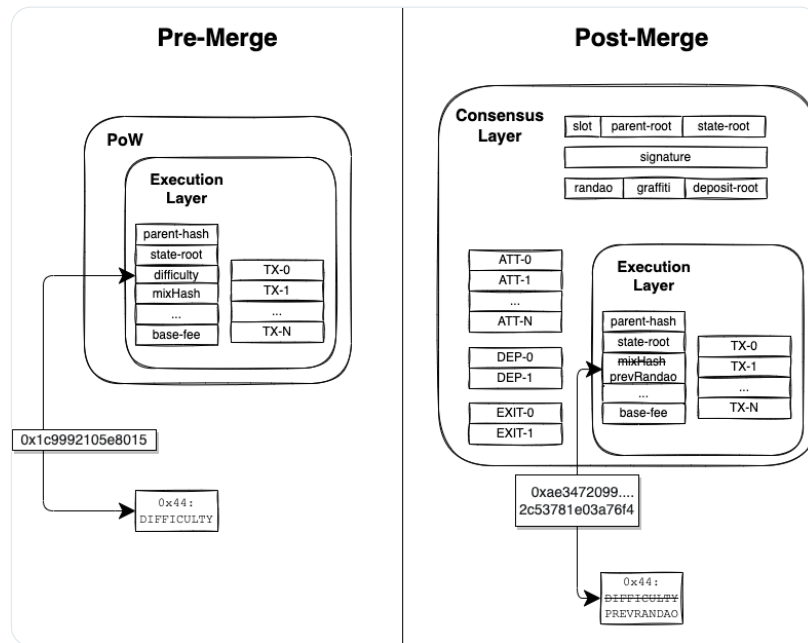 Pre-Merge
PoW
Execution
Layer
parent-hash
state-root
difficulty
mixHash
...
base-fee
TX-0
TX-1
...
TX-N
0x1c9992105e8015
0x44:
DIFFICULTY
Post-Merge
Consensus
Layer
slot parent-root state-root
signature
randao graffiti deposit-root
ATT-0
ATT-1
...
ATT-N
DEP-0
DEP-1
EXIT-0
EXIT-1
Execution
Layer
parent-hash
state-root
mixHash
prevRandao
...
base-fee
TX-0
TX-1
...
TX-N
0xae3472099....
2c53781e03a76f4
0x44:
DIFFICULTY
PREVRANDAO